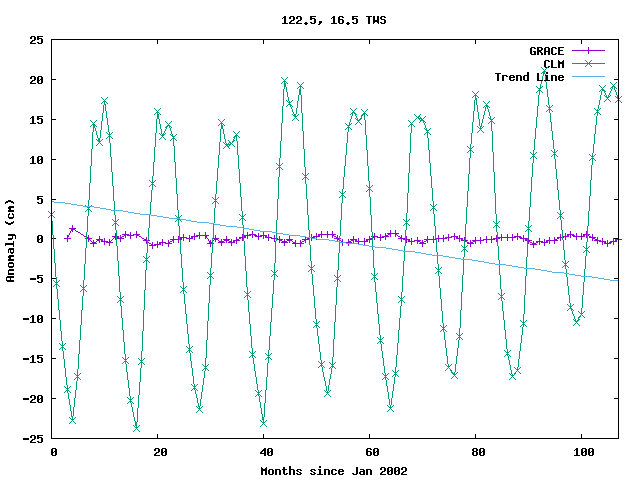 122.5, 16.5 TWS
GRACE
CLM
Trend Line
25
20
15
10
5
0
-5
-10
-15
-20
-25
Anomaly (cm)
0 20 40 60 80 100
Months since Jan 2002